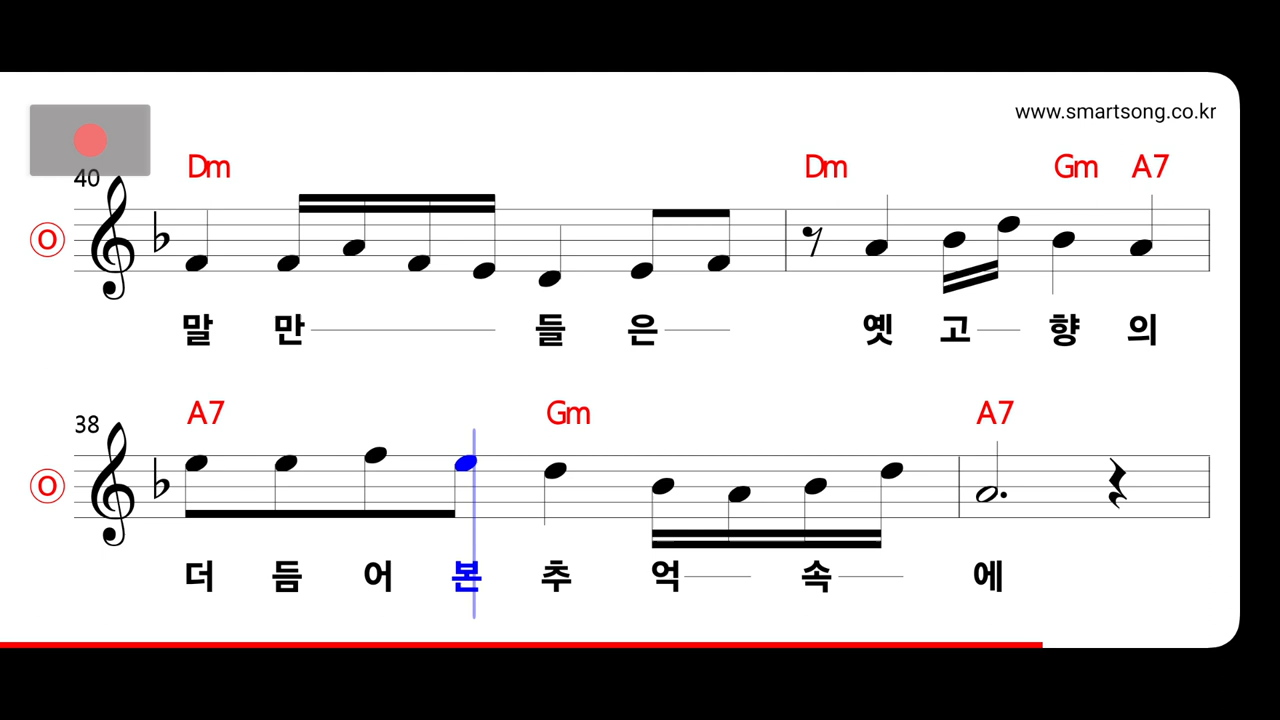 www.smartsong.co.kr
40 Dm Dm Gm A7
O
말 만 들 은 옛 고 향 의
38 A7 Gm A7
O
더 듬 어 본 추 억 속 에